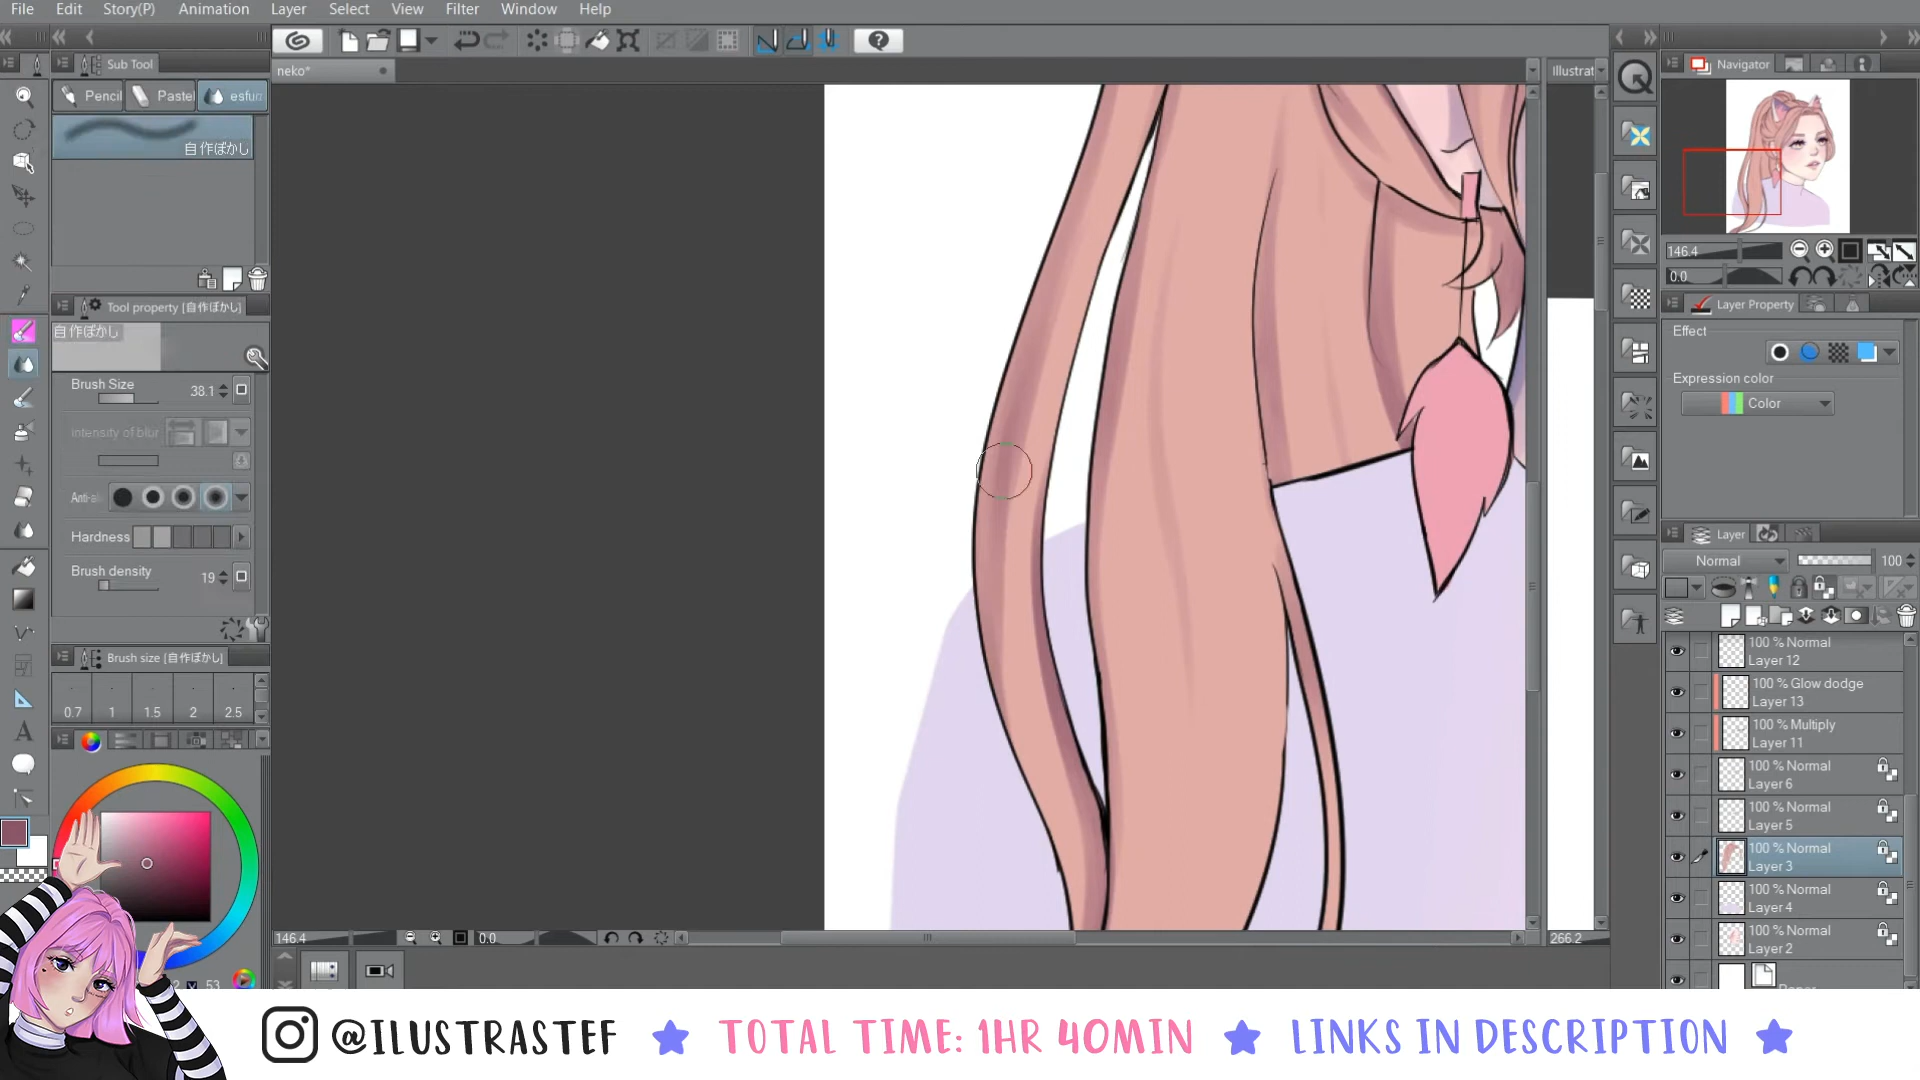 File Edit Story(P) Animation Layer Select View Filter Window Help
neko*
Illustrat
Sub Tool
Pencil Pastel esfum
自作ぼかし
Tool property [自作ぼかし]
自作ぼかし
Brush Size 38.1
intensity of blur
Anti-al
Hardness
Brush density 19
Brush size [自作ぼかし]
0.7 1 1.5 2 2.5
2 V 53
146.4 0.0
266.2
Navigator
146.4
0.0
Layer Property
Effect
Expression color
Color
Layer
Normal 100
100 % Normal
Layer 12
100 % Glow dodge
Layer 13
100 % Multiply
Layer 11
100 % Normal
Layer 6
100 % Normal
Layer 5
100 % Normal
Layer 3
100 % Normal
Layer 4
100 % Normal
Layer 2
@ILUSTRASTEF TOTAL TIME: 1HR 40MIN LINKS IN DESCRIPTION